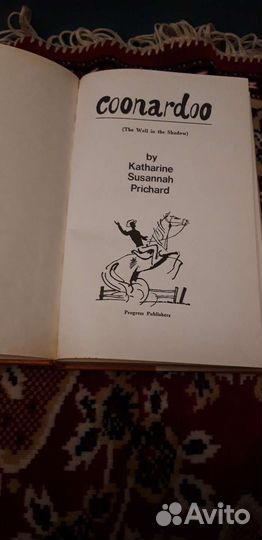 coonardoo
(The Well in the Shadow)
by
Katharine
Susannah
Prichard
Progress Publishers
Avito